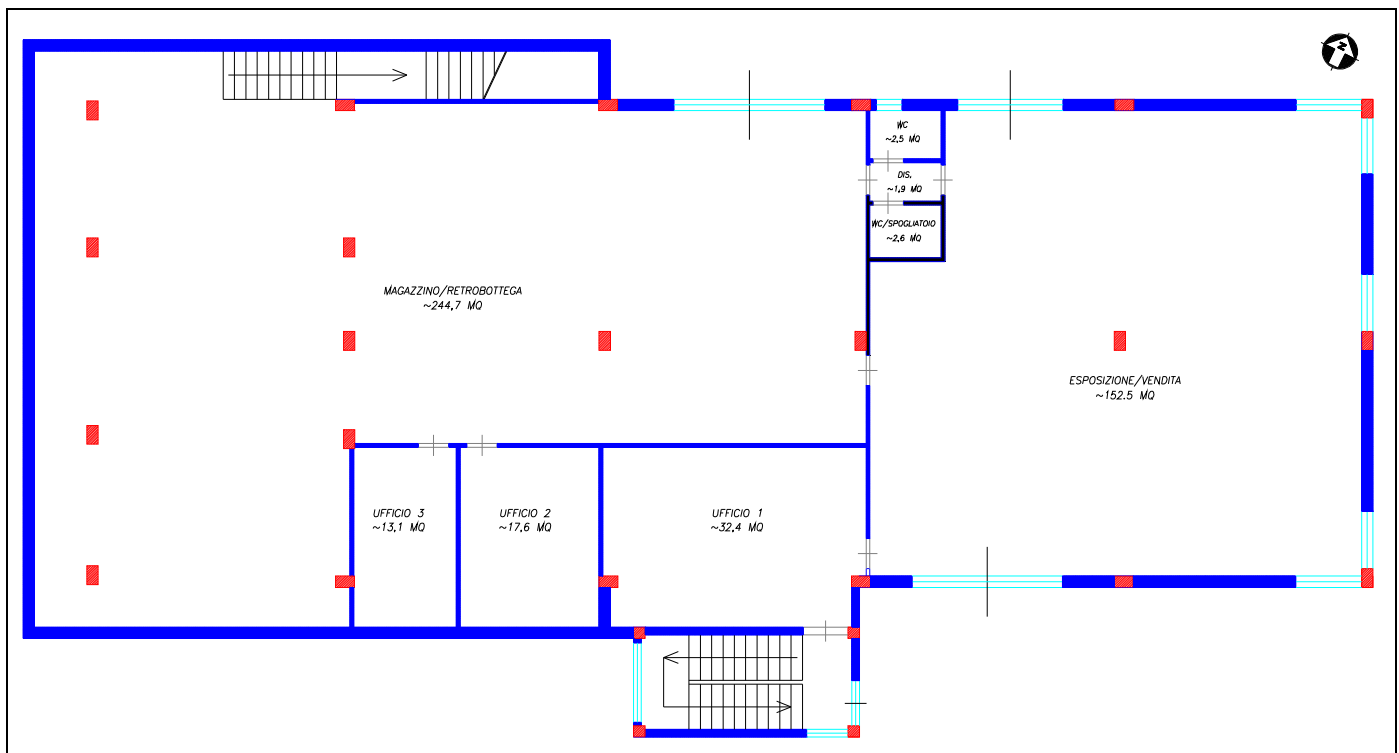 N
WC
~2,5 MQ
DIS.
~1,9 MQ
WC/SPOGLIATOIO
~2,6 MQ
MAGAZZINO/RETROBOTTEGA
~244,7 MQ
ESPOSIZIONE/VENDITA
~152.5 MQ
UFFICIO 3
~13,1 MQ
UFFICIO 2
~17,6 MQ
UFFICIO 1
~32,4 MQ